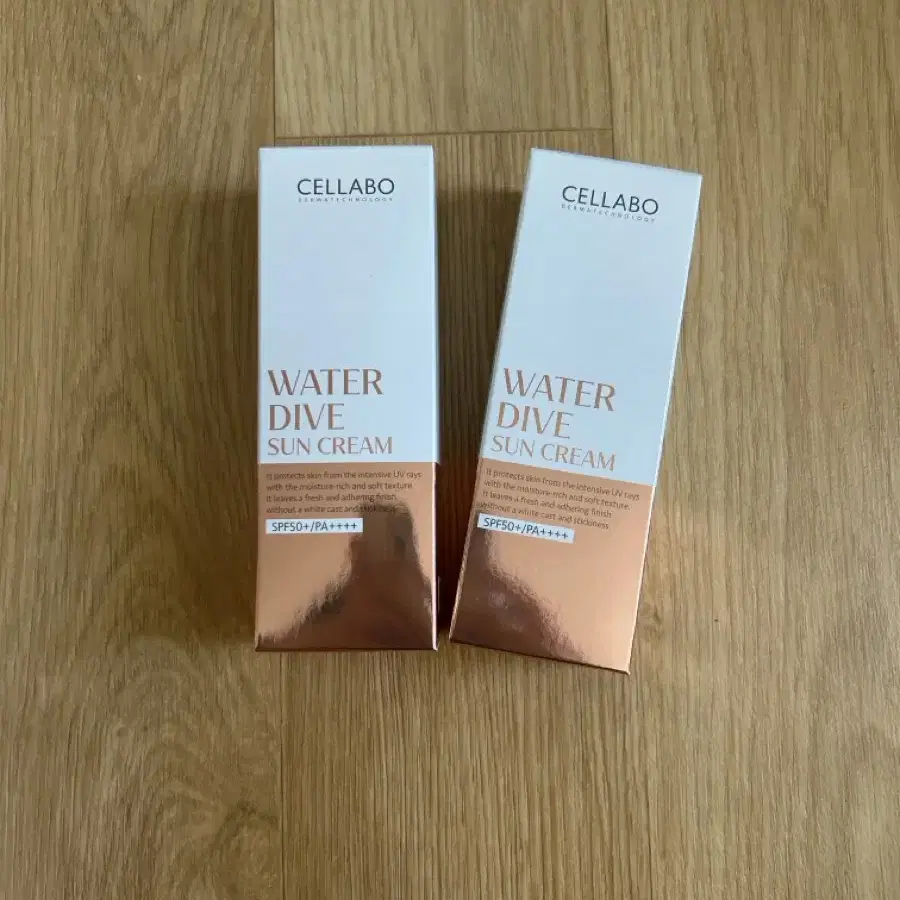 CELLABO
DERMATECHNOLOGY
WATER
DIVE
SUN CREAM
It protects skin from the intensive UV rays
with the moisture-rich and soft texture.
It leaves a fresh and adhering finish
without a white cast and stickiness
SPF50+/PA++++
CELLABO
DERMATECHNOLOGY
WATER
DIVE
SUN CREAM
It protects skin from the intensive UV rays
with the moisture-rich and soft texture.
It leaves a fresh and adhering finish
without a white cast and stickiness
SPF50+/PA++++